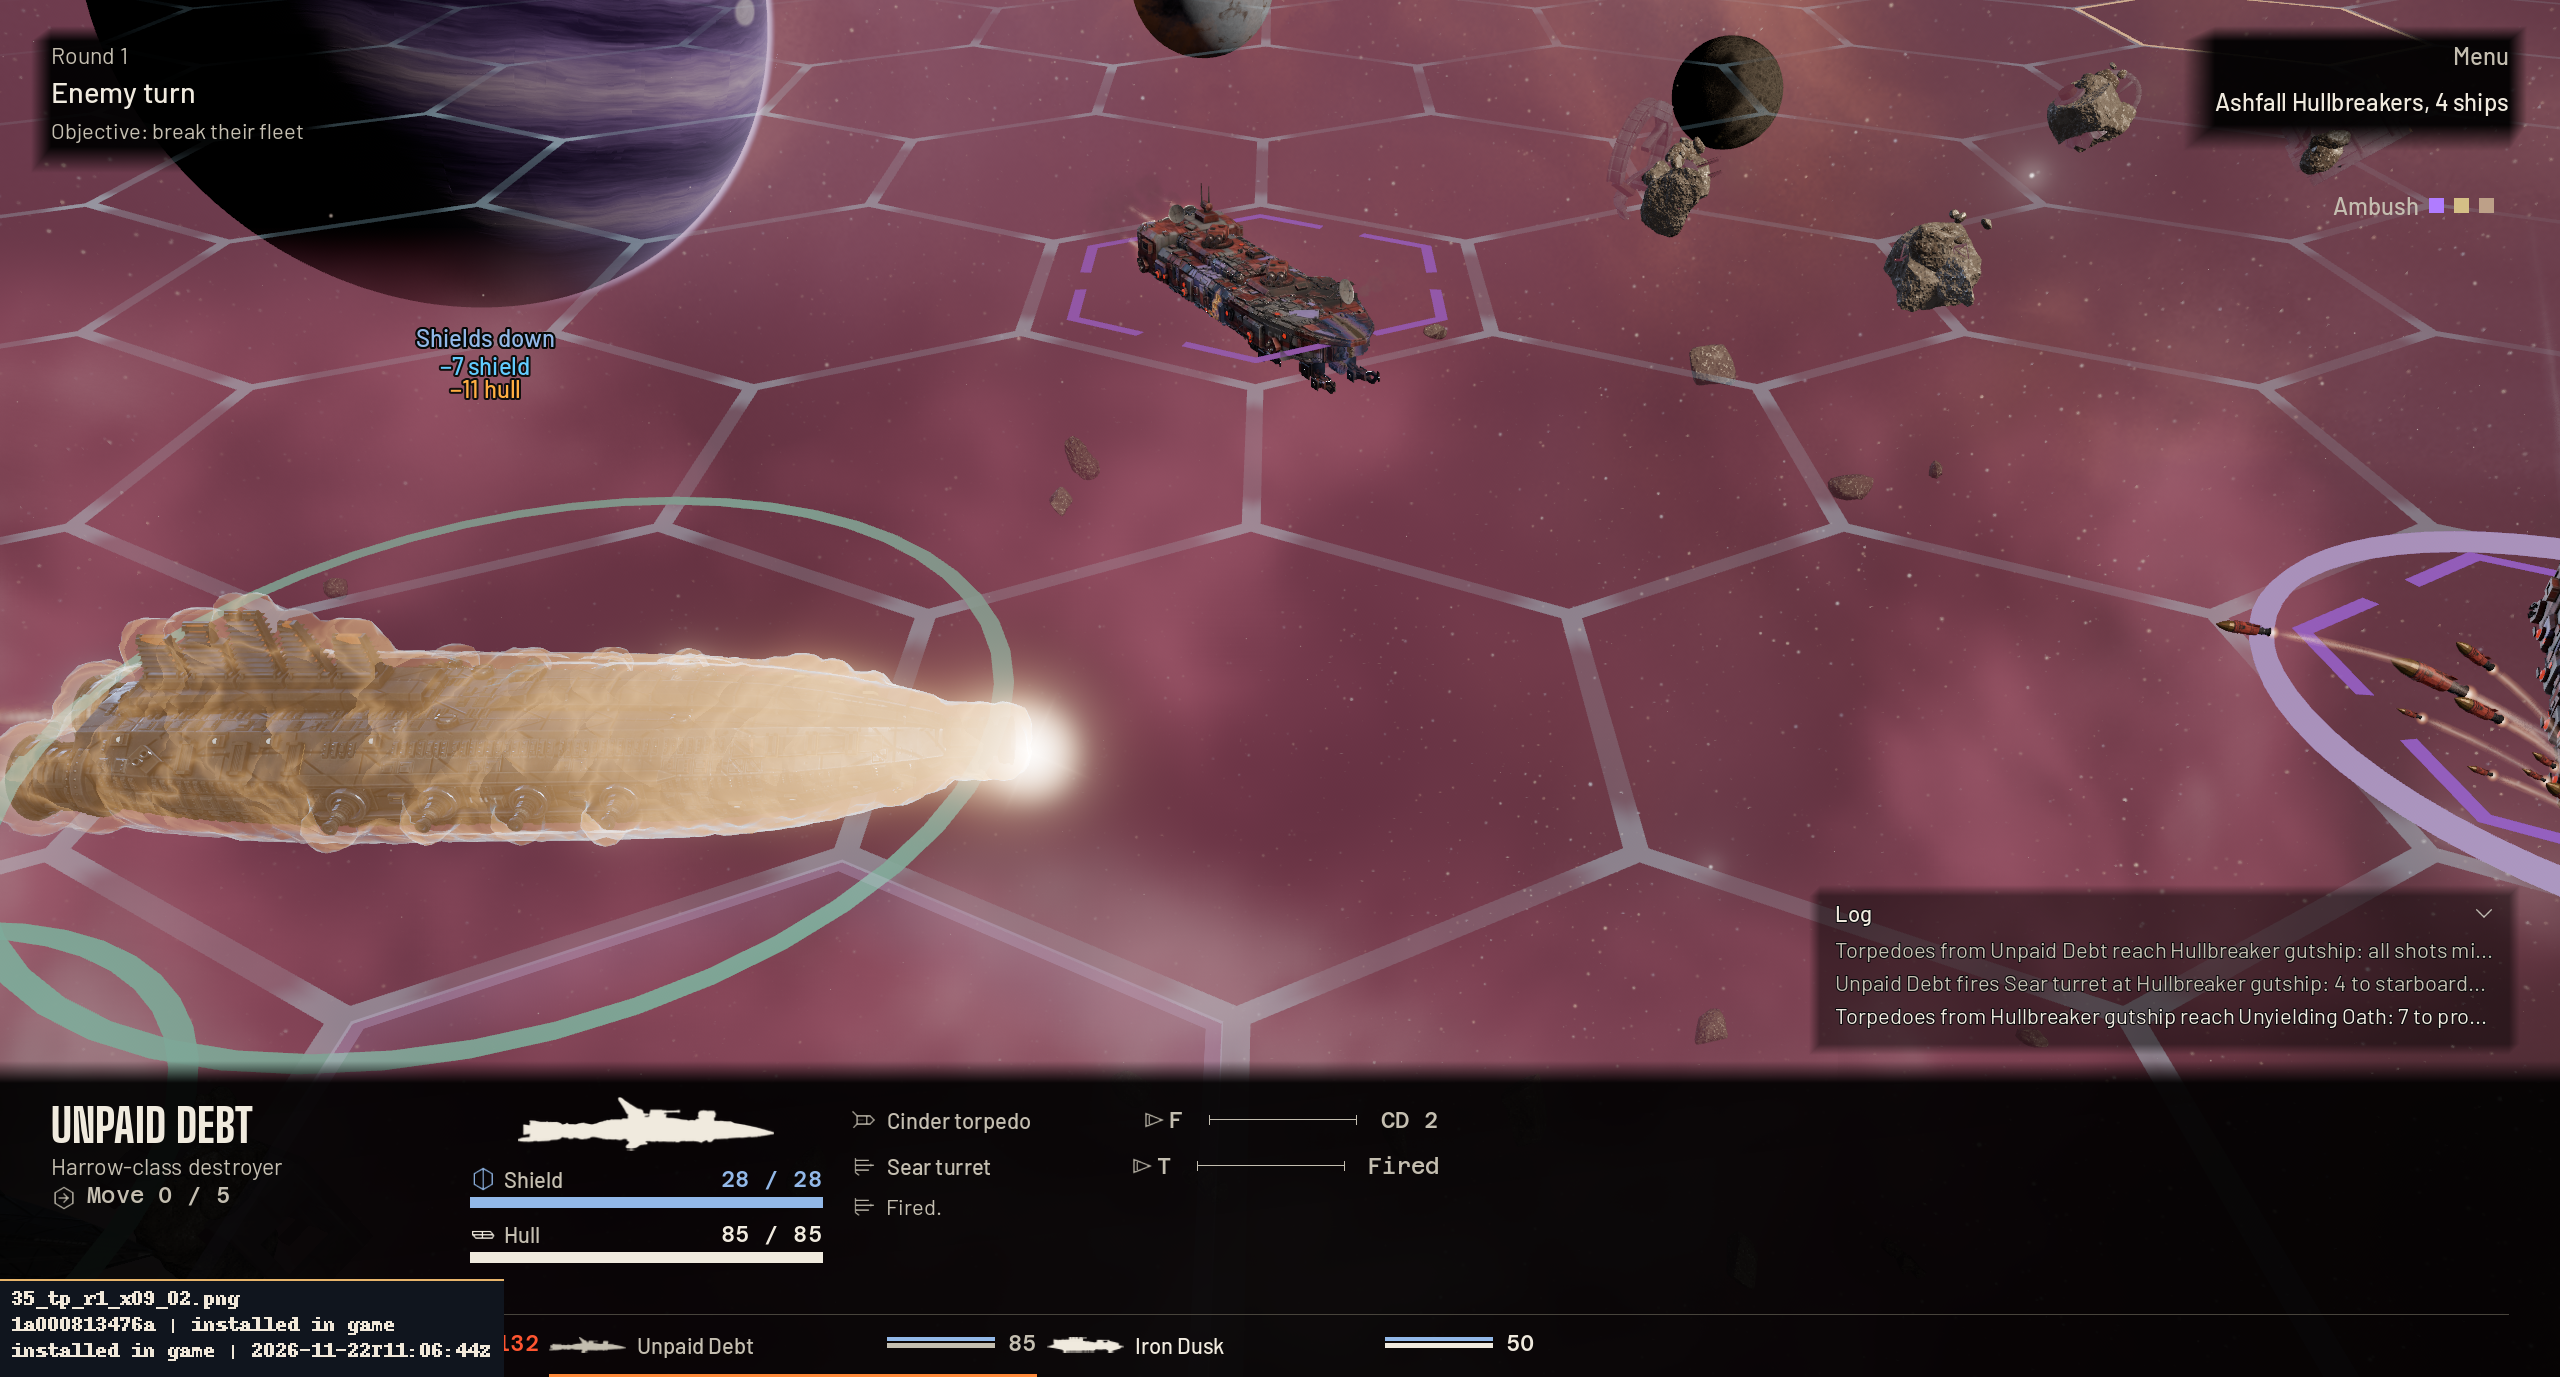 Round 1
Enemy turn
Objective: break their fleet
Menu
Ashfall Hullbreakers, 4 ships
Ambush
Shields down
–7 shield
–11 hull
Log
Torpedoes from Unpaid Debt reach Hullbreaker gutship: all shots mi...
Unpaid Debt fires Sear turret at Hullbreaker gutship: 4 to starboard...
Torpedoes from Hullbreaker gutship reach Unyielding Oath: 7 to pro...
UNPAID DEBT
Harrow-class destroyer
Move 0 / 5
Shield 28 / 28
Hull 85 / 85
Cinder torpedo F CD 2
Sear turret T Fired
Fired.
35_tp_r1_x09_02.png
1a000813476a | installed in game
installed in game | 2026-11-22r11:06:44z
132 Unpaid Debt 85 Iron Dusk 50